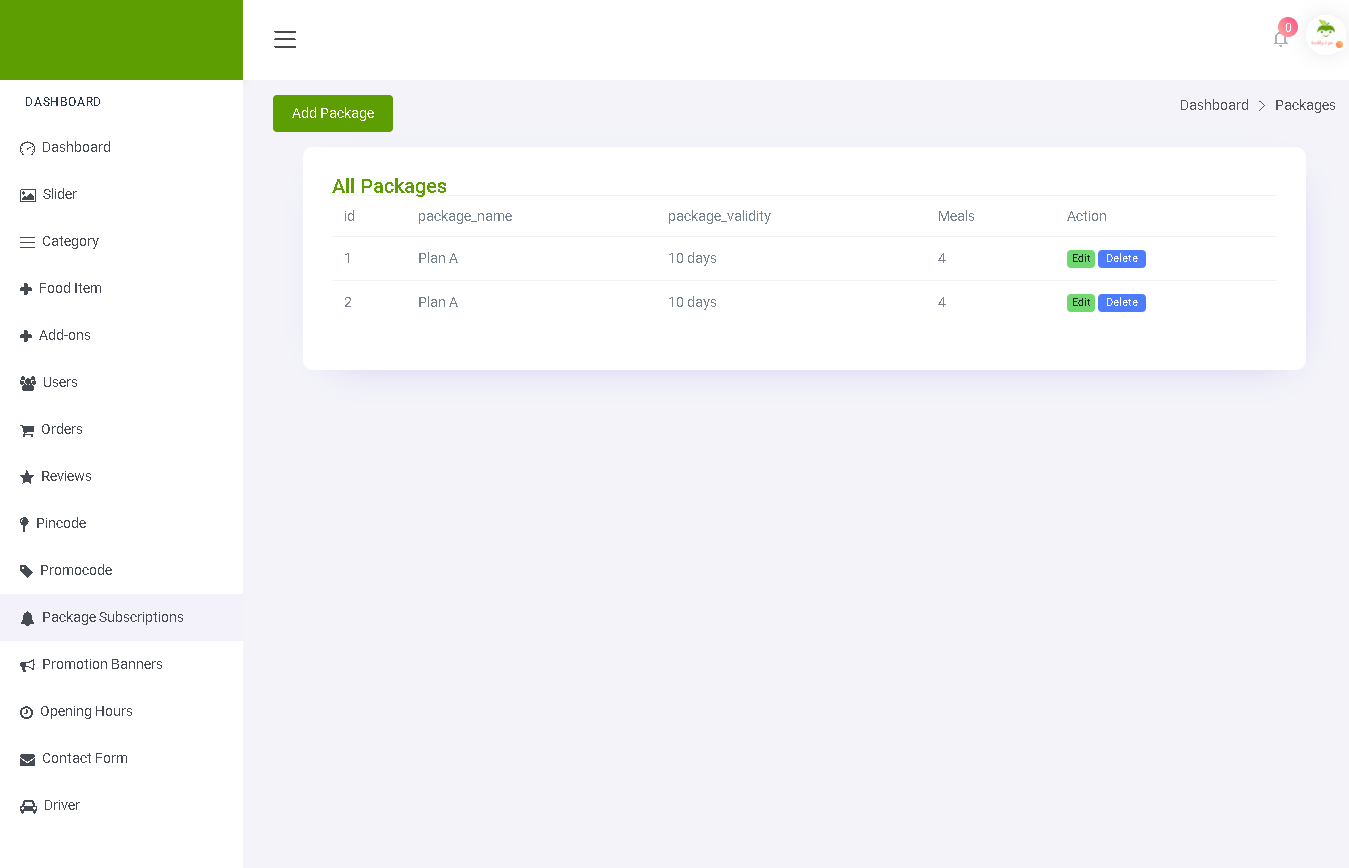 0
DASHBOARD
Dashboard
Slider
Category
Food Item
Add-ons
Users
Orders
Reviews
Pincode
Promocode
Package Subscriptions
Promotion Banners
Opening Hours
Contact Form
Driver
Add Package
Dashboard > Packages
All Packages
id package_name package_validity Meals Action
1 Plan A 10 days 4 Edit Delete
2 Plan A 10 days 4 Edit Delete